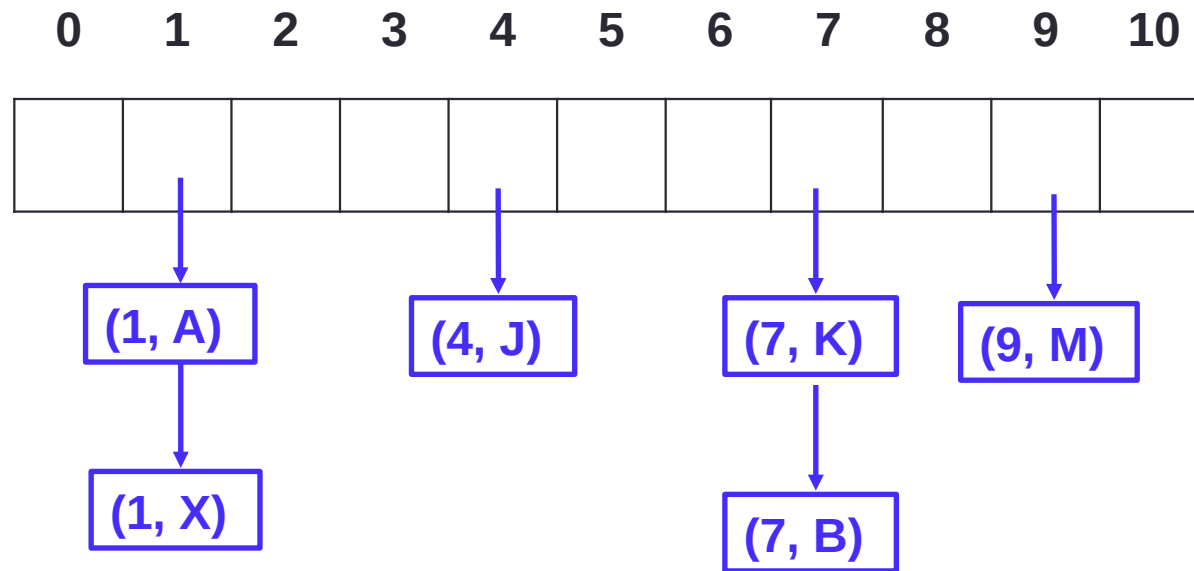 0 1 2 3 4 5 6 7 8 9 10
(1, A)
(4, J)
(7, K)
(9, M)
(1, X)
(7, B)